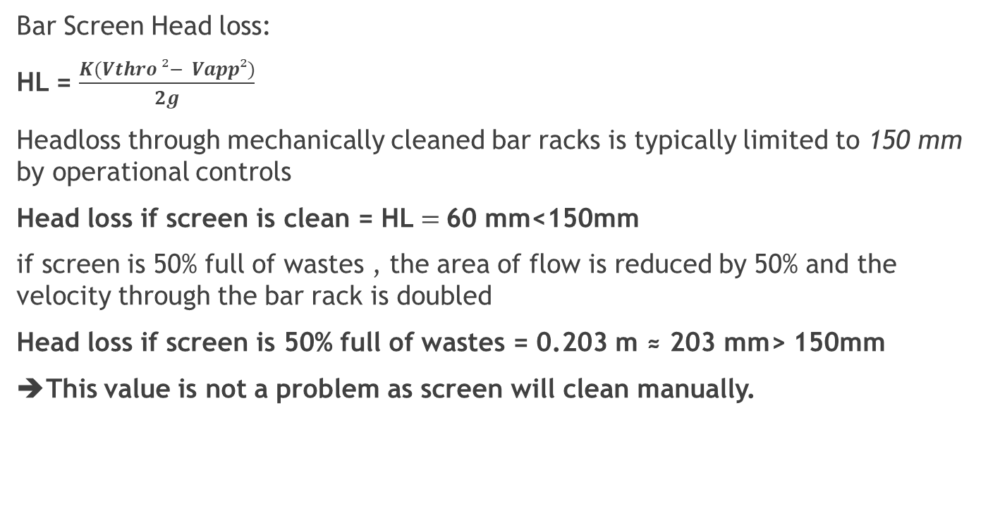 Bar Screen Head loss:
HL = K(Vthro ² – Vapp²) / 2g
Headloss through mechanically cleaned bar racks is typically limited to 150 mm
by operational controls
Head loss if screen is clean = HL = 60 mm<150mm
if screen is 50% full of wastes , the area of flow is reduced by 50% and the
velocity through the bar rack is doubled
Head loss if screen is 50% full of wastes = 0.203 m ≈ 203 mm> 150mm
➔This value is not a problem as screen will clean manually.